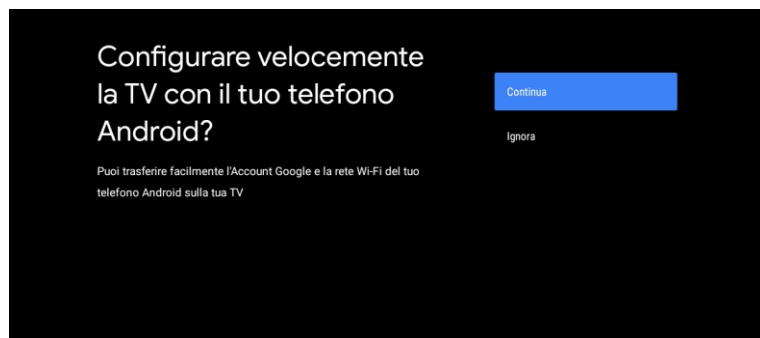 Configurare velocemente
la TV con il tuo telefono
Android?
Puoi trasferire facilmente l'Account Google e la rete Wi-Fi del tuo
telefono Android sulla tua TV
Continua
Ignora